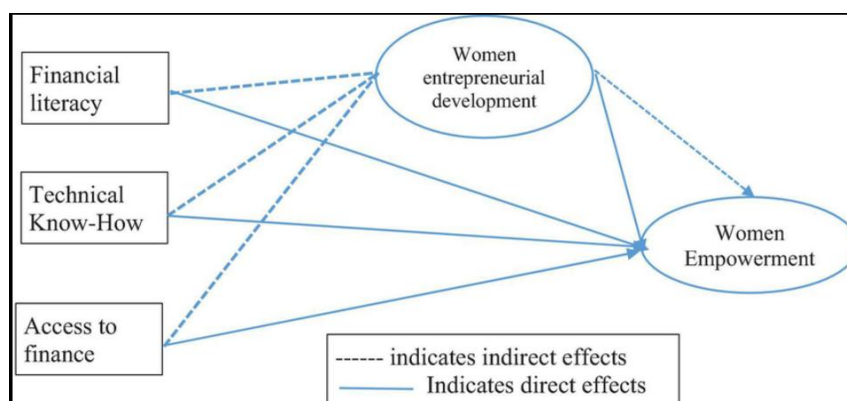 Financial
literacy
Women
entrepreneurial
development
Technical
Know-How
Women
Empowerment
Access to
finance
indicates indirect effects
Indicates direct effects